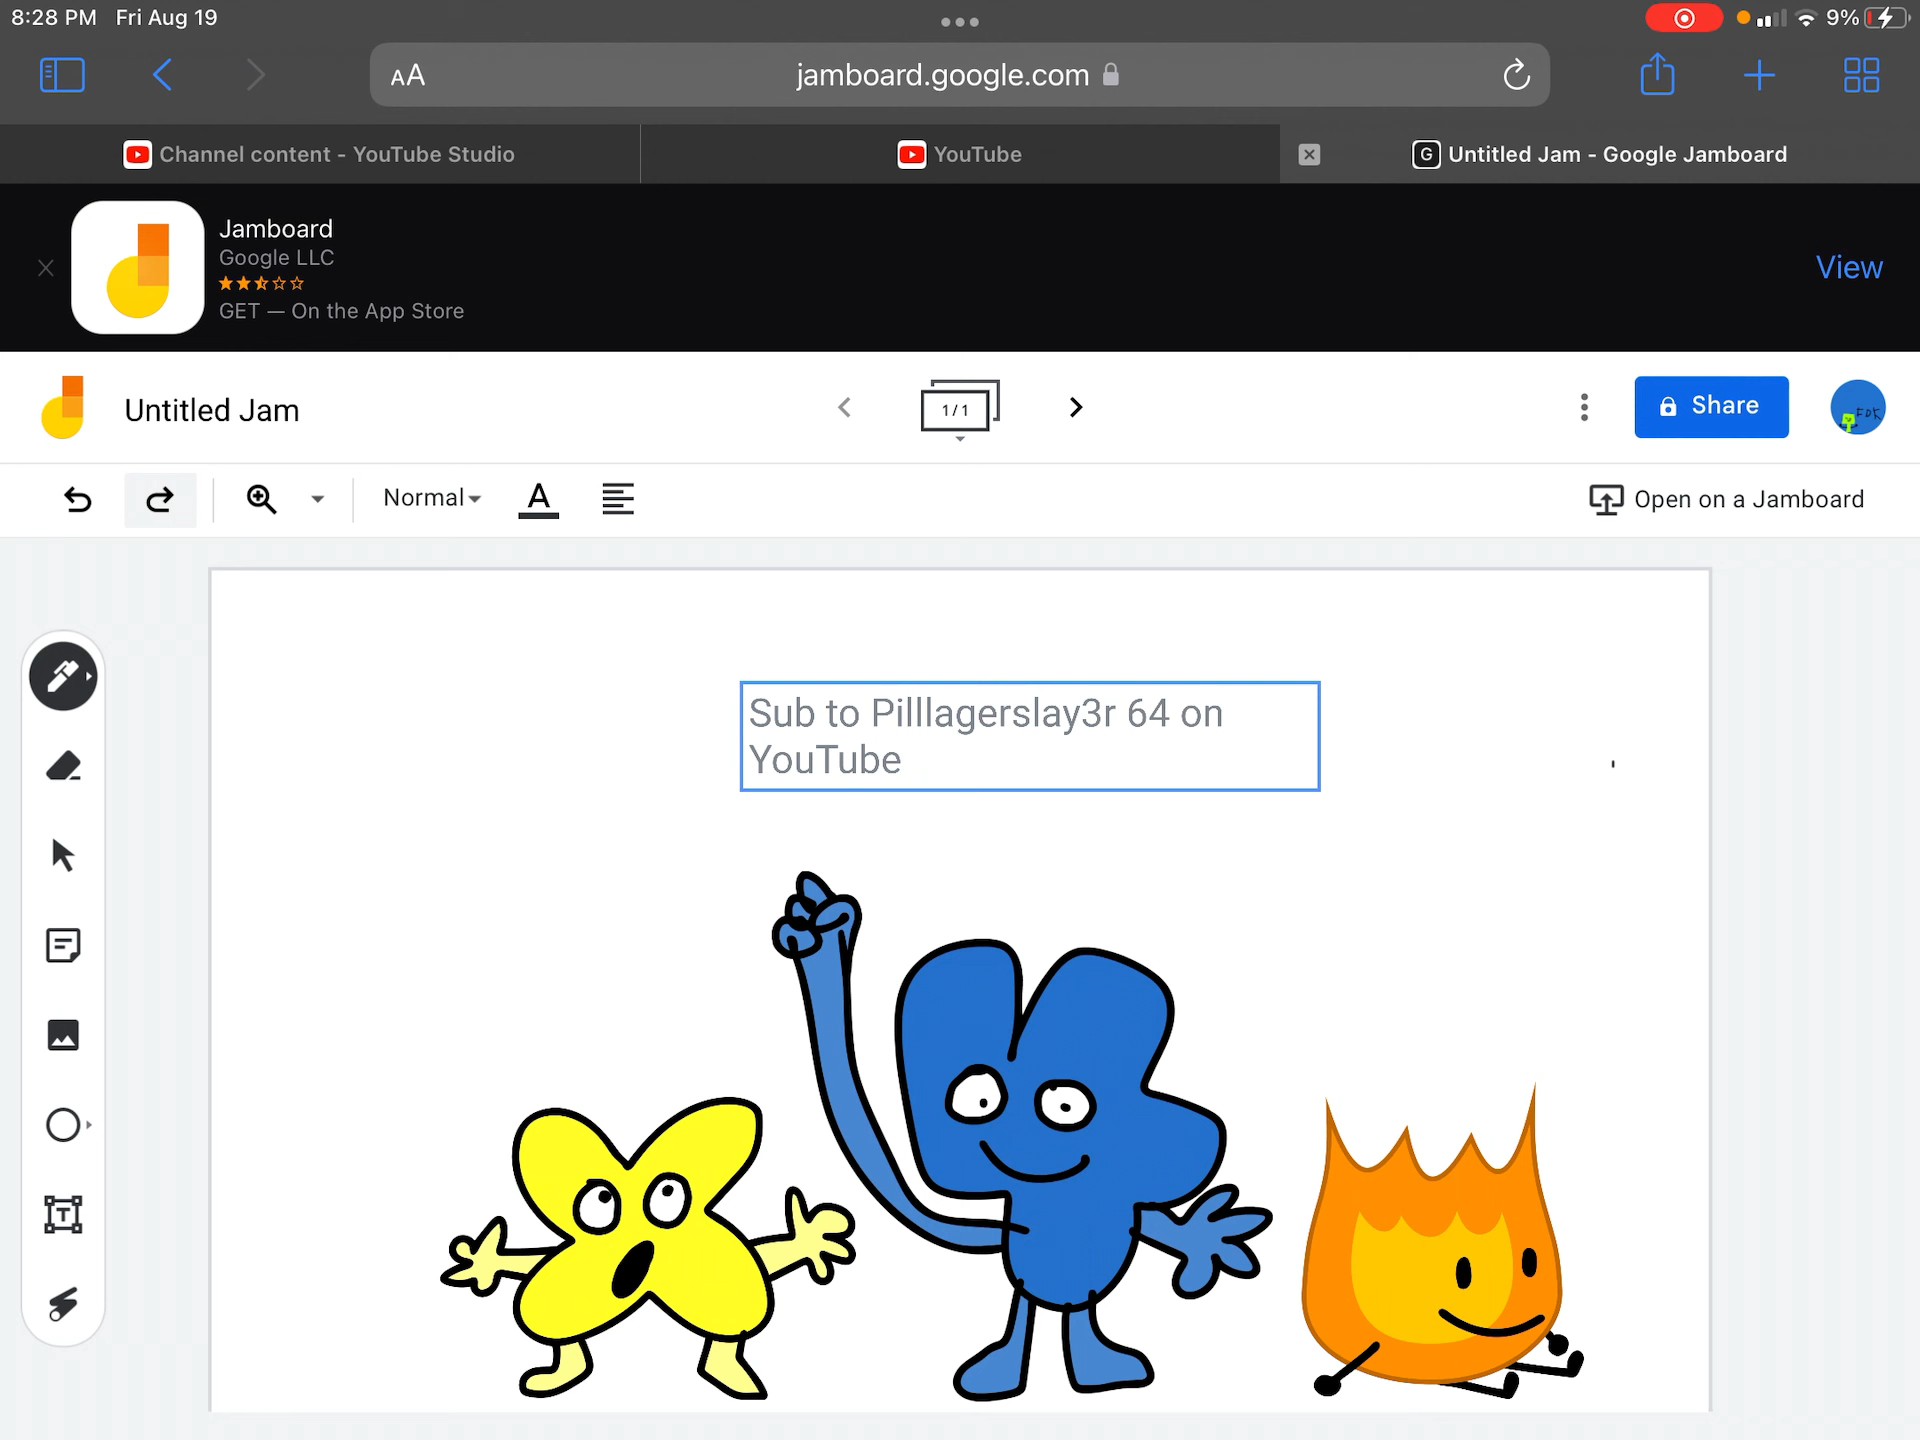 8:28 PM Fri Aug 19
9%
AA
jamboard.google.com
Channel content - YouTube Studio
YouTube
G
Untitled Jam - Google Jamboard
Jamboard
Google LLC
GET — On the App Store
View
Untitled Jam
1/1
Share
FDK
Normal
A
Open on a Jamboard
Sub to Pilllagerslay3r 64 on
YouTube
T